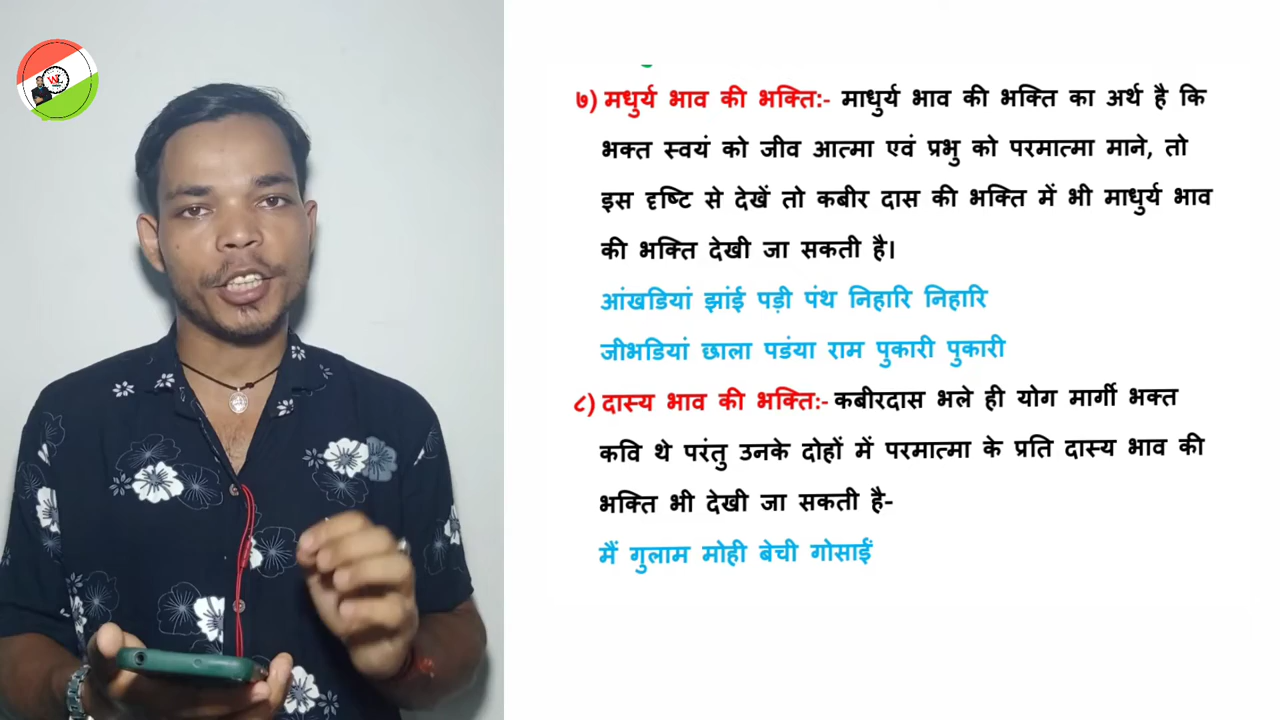 ७) मधुर्य भाव की भक्ति:- माधुर्य भाव की भक्ति का अर्थ है कि
भक्त स्वयं को जीव आत्मा एवं प्रभु को परमात्मा माने, तो
इस दृष्टि से देखें तो कबीर दास की भक्ति में भी माधुर्य भाव
की भक्ति देखी जा सकती है।
आंखडियां झांई पड़ी पंथ निहारि निहारि
जीभडियां छाला पडंया राम पुकारी पुकारी
८) दास्य भाव की भक्ति:- कबीरदास भले ही योग मार्गी भक्त
कवि थे परंतु उनके दोहों में परमात्मा के प्रति दास्य भाव की
भक्ति भी देखी जा सकती है-
मैं गुलाम मोही बेची गोसाईं